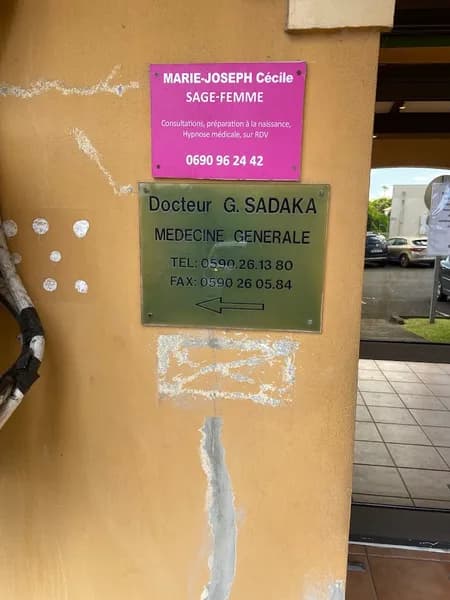 MARIE-JOSEPH Cécile
SAGE-FEMME
Consultations, préparation à la naissance,
Hypnose médicale, sur RDV
0690 96 24 42
Docteur G. SADAKA
MEDECINE GENERALE
TEL: 0590.26.13 80
FAX: 0590 26 05.84